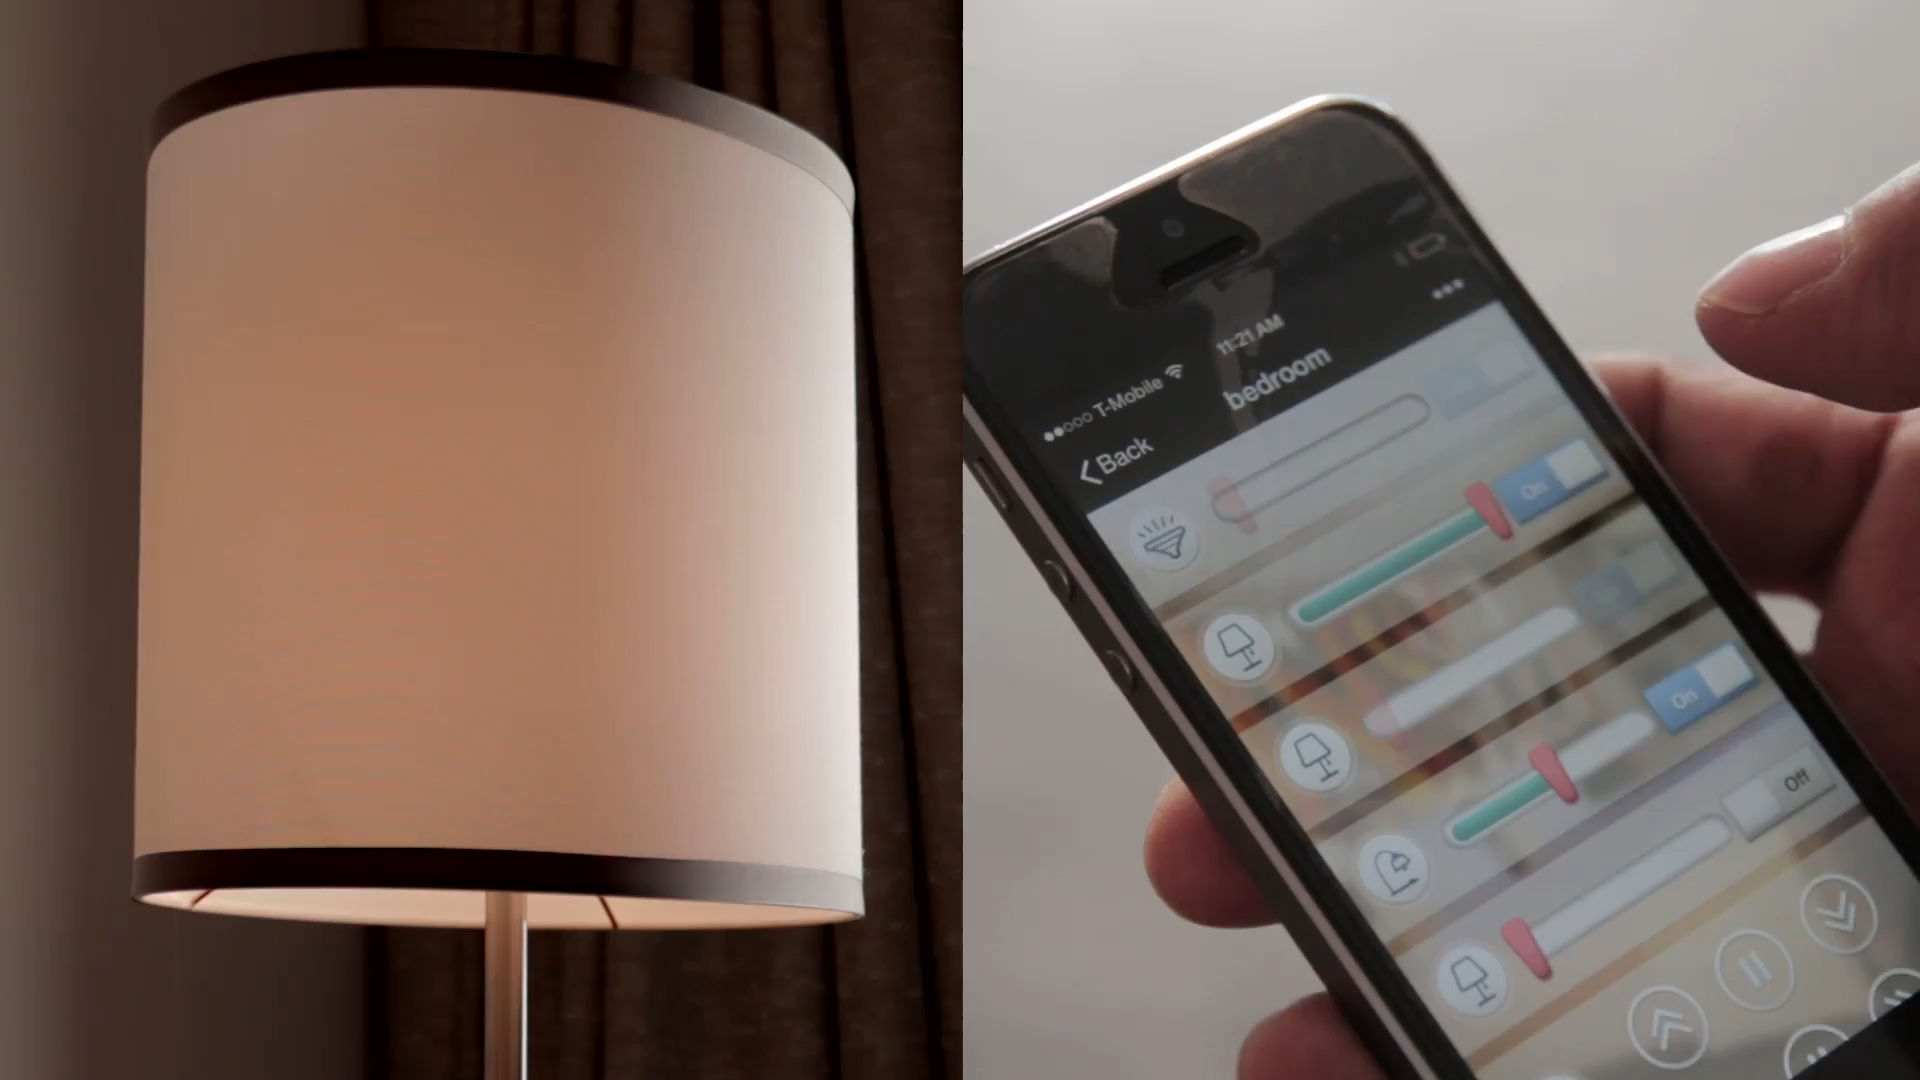 T-Mobile
11:21 AM
Back
bedroom
On
On
Off